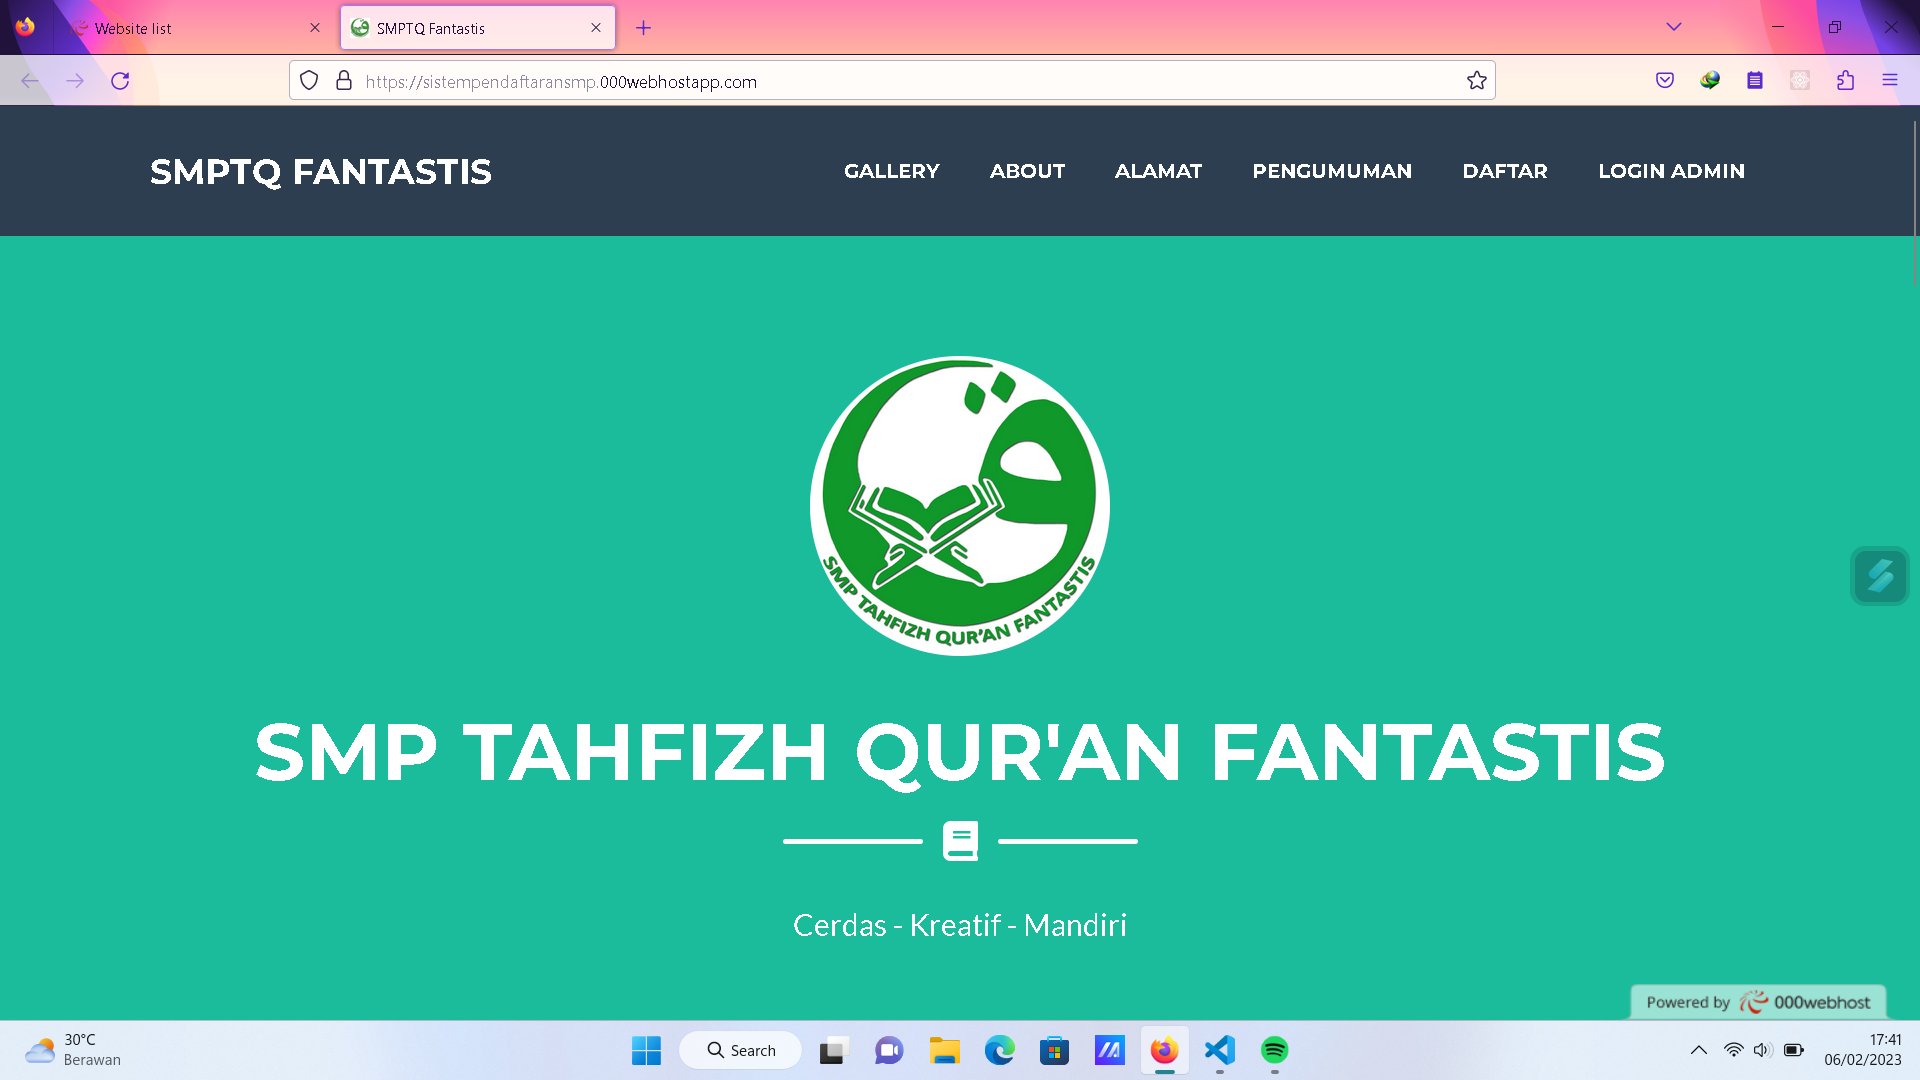 Website list
SMPTQ Fantastis
https://sistempendaftaransmp.000webhostapp.com
SMPTQ FANTASTIS
GALLERY
ABOUT
ALAMAT
PENGUMUMAN
DAFTAR
LOGIN ADMIN
SMP TAHFIZH QUR'AN FANTASTIS
SMP TAHFIZH QUR'AN FANTASTIS
Cerdas - Kreatif - Mandiri
Powered by 000webhost
30°C
Berawan
Search
17:41
06/02/2023